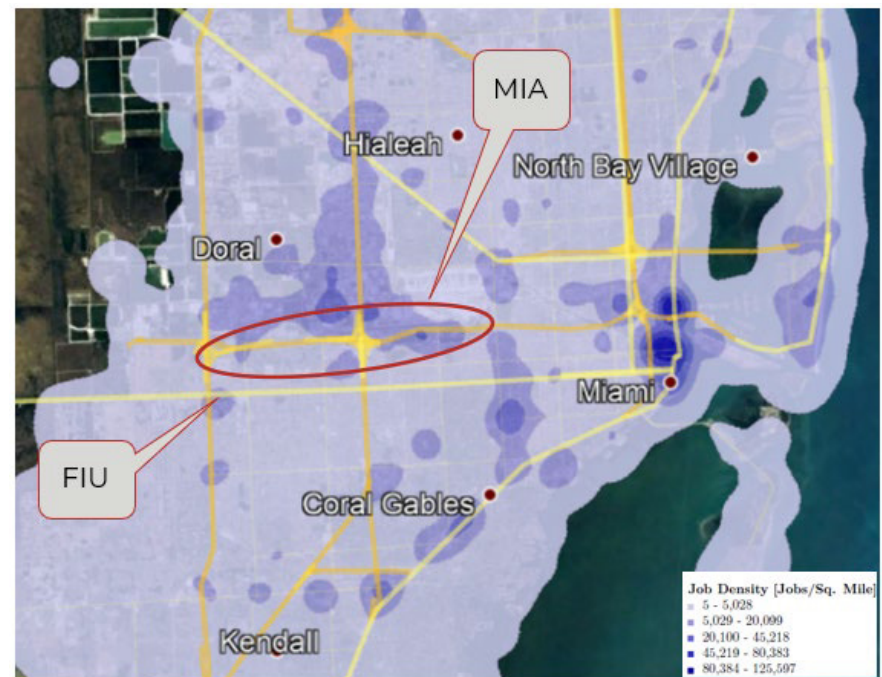 MIA
Hialeah
North Bay Village
Doral
Miami
FIU
Coral Gables
Kendall
Job Density [Jobs/Sq. Mile]
5 - 5,028
5,029 - 20,099
20,100 - 45,218
45,219 - 80,383
80,384 - 125,597